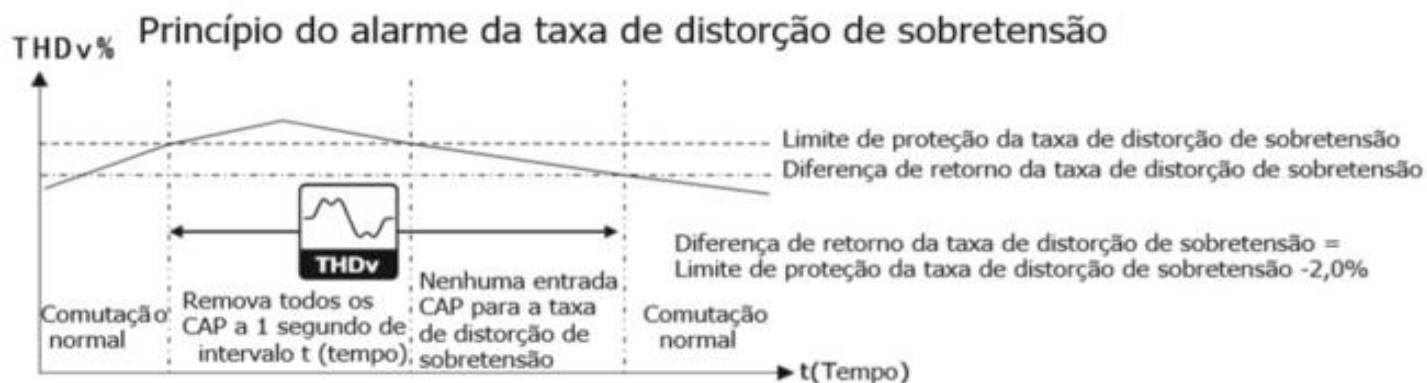 Princípio do alarme da taxa de distorção de sobretensão
THDv%
Limite de proteção da taxa de distorção de sobretensão
Diferença de retorno da taxa de distorção de sobretensão
THDv
Diferença de retorno da taxa de distorção de sobretensão =
Limite de proteção da taxa de distorção de sobretensão -2,0%
Comutação
normal
Remova todos os
CAP a 1 segundo de
intervalo t (tempo)
Nenhuma entrada
CAP para a taxa
de distorção de
sobretensão
Comutação
normal
t(Tempo)